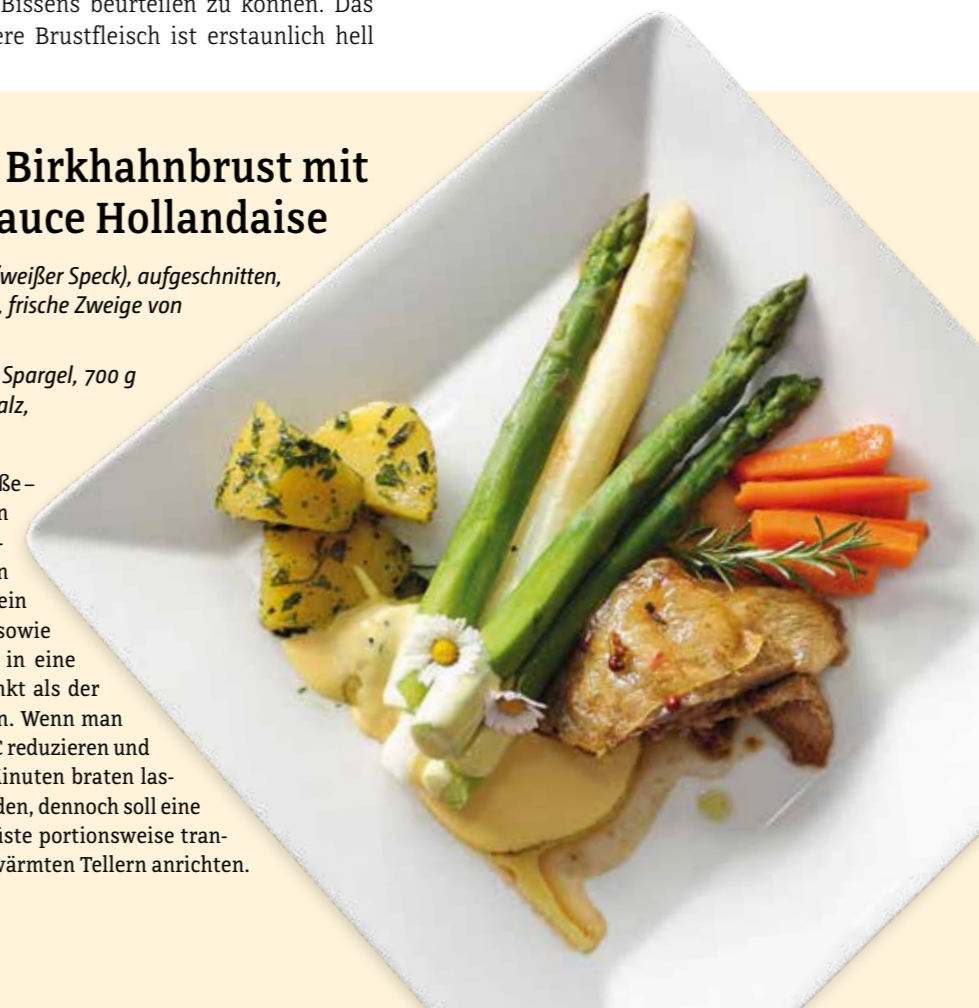 Bissens beurteilen zu können. Das
ere Brustfleisch ist erstaunlich hell
Birkhahnbrust mit
auce Hollandaise
weißer Speck), aufgeschnitten,
, frische Zweige von
Spargel, 700 g
alz,
ße –
n
-
n
ein
sowie
in eine
nkt als der
n. Wenn man
C reduzieren und
Minuten braten las-
den, dennoch soll eine
üste portionsweise tran-
wärmten Tellern anrichten.